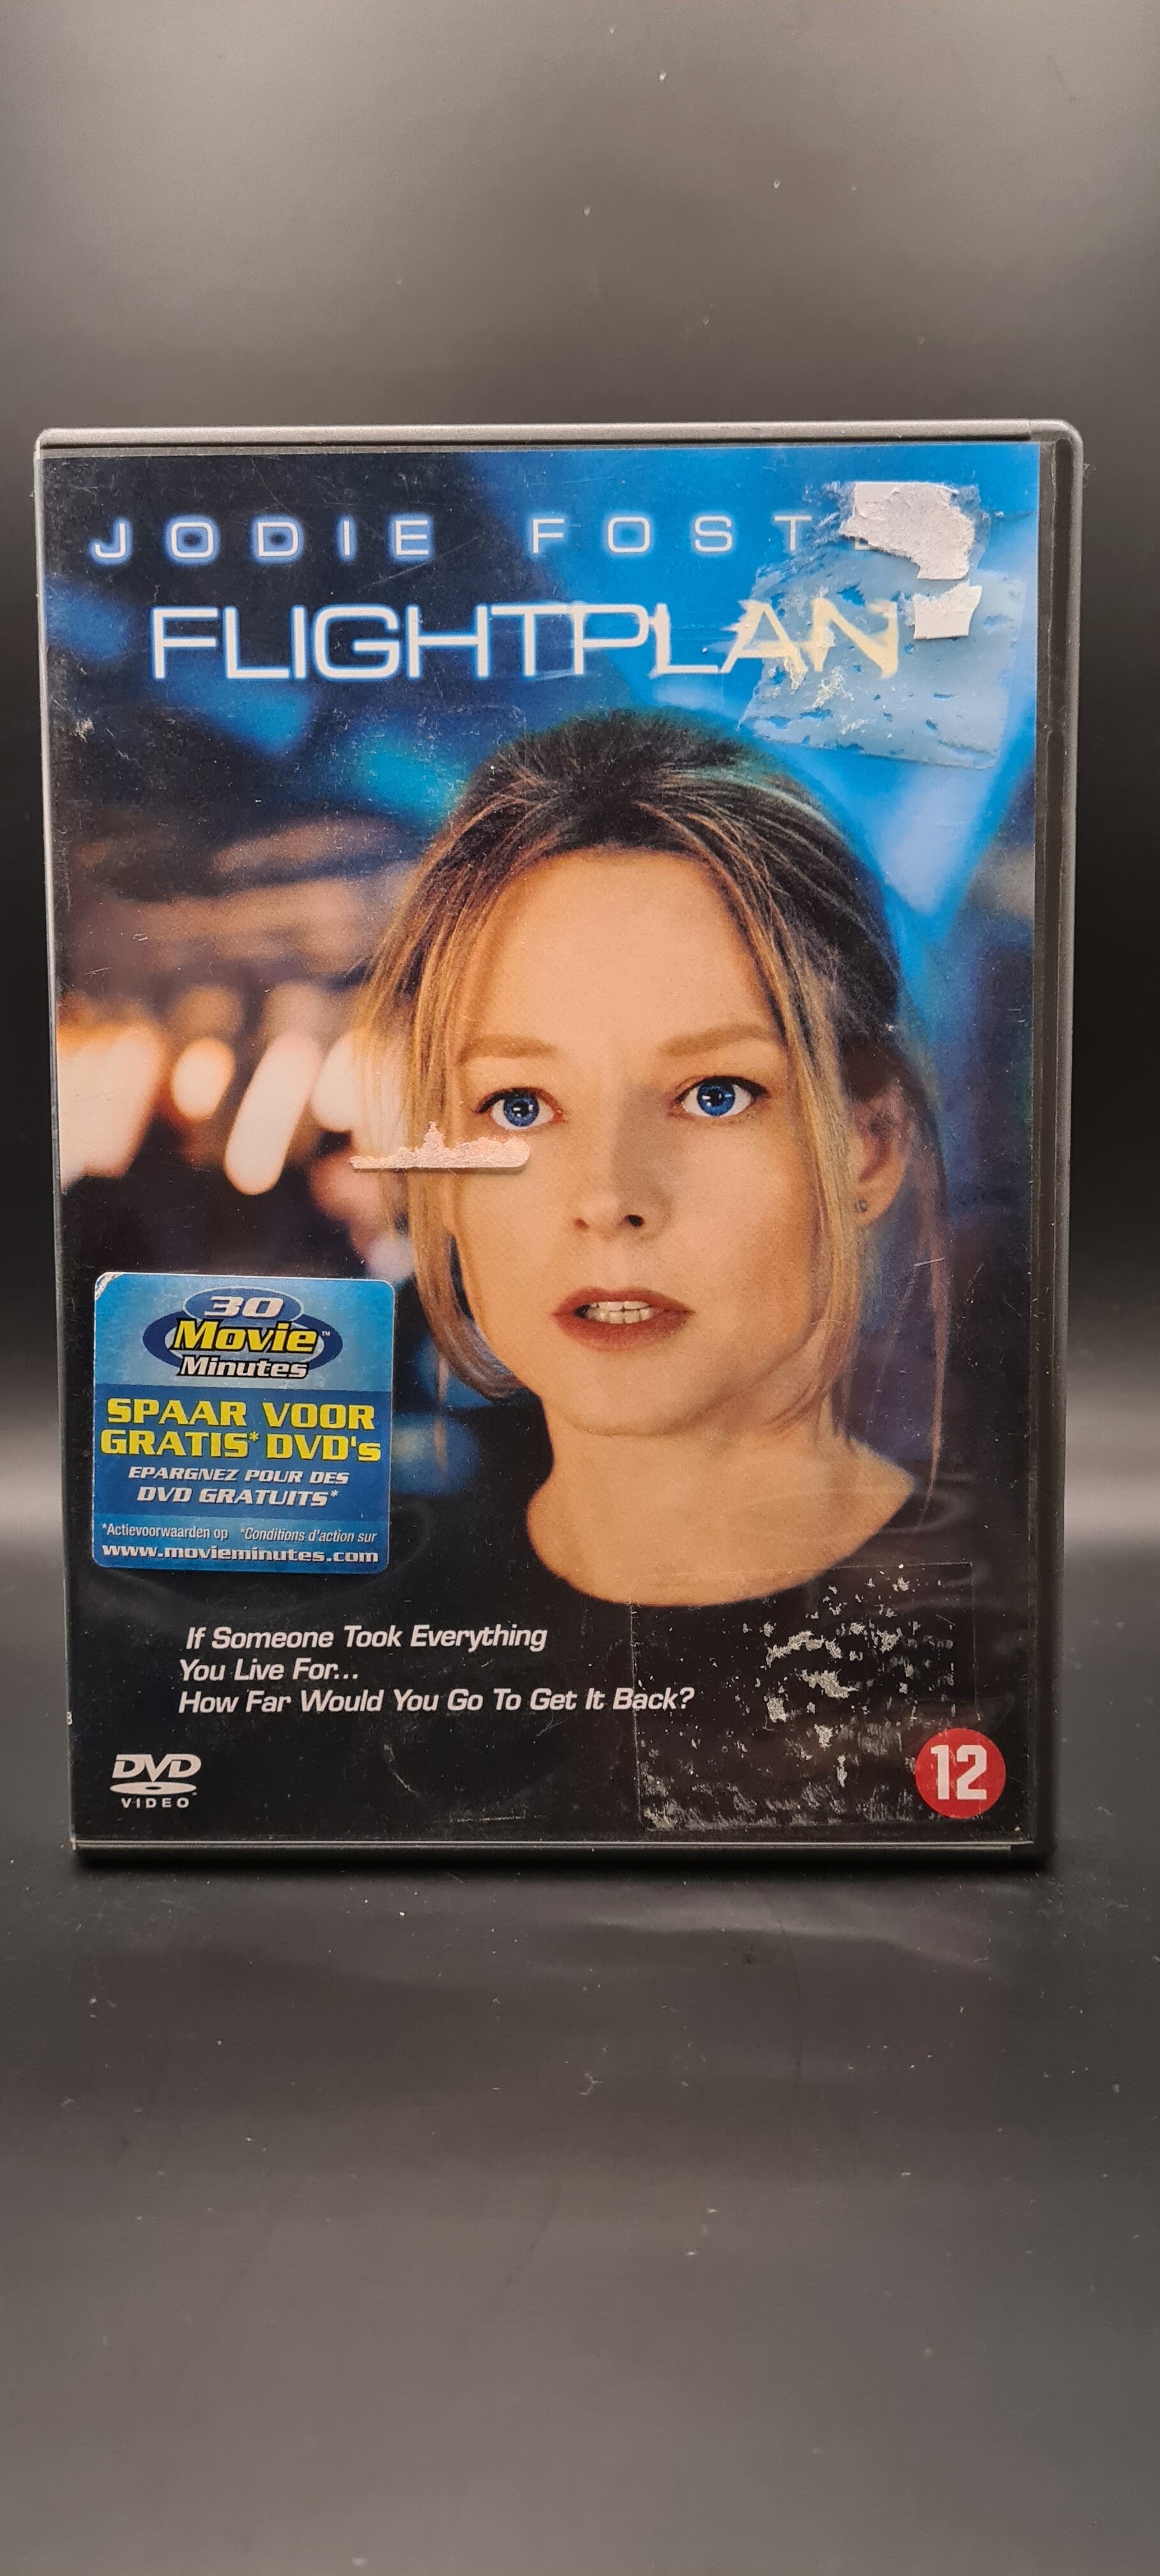 JODIE FOST
FLIGHTPLAN
30
Movie™
Minutes
SPAAR VOOR
GRATIS* DVD's
EPARGNEZ POUR DES
DVD GRATUITS*
*Actievoorwaarden op *Conditions d'action sur
www.movieminutes.com
If Someone Took Everything
You Live For...
How Far Would You Go To Get It Back?
DVD
VIDEO
12